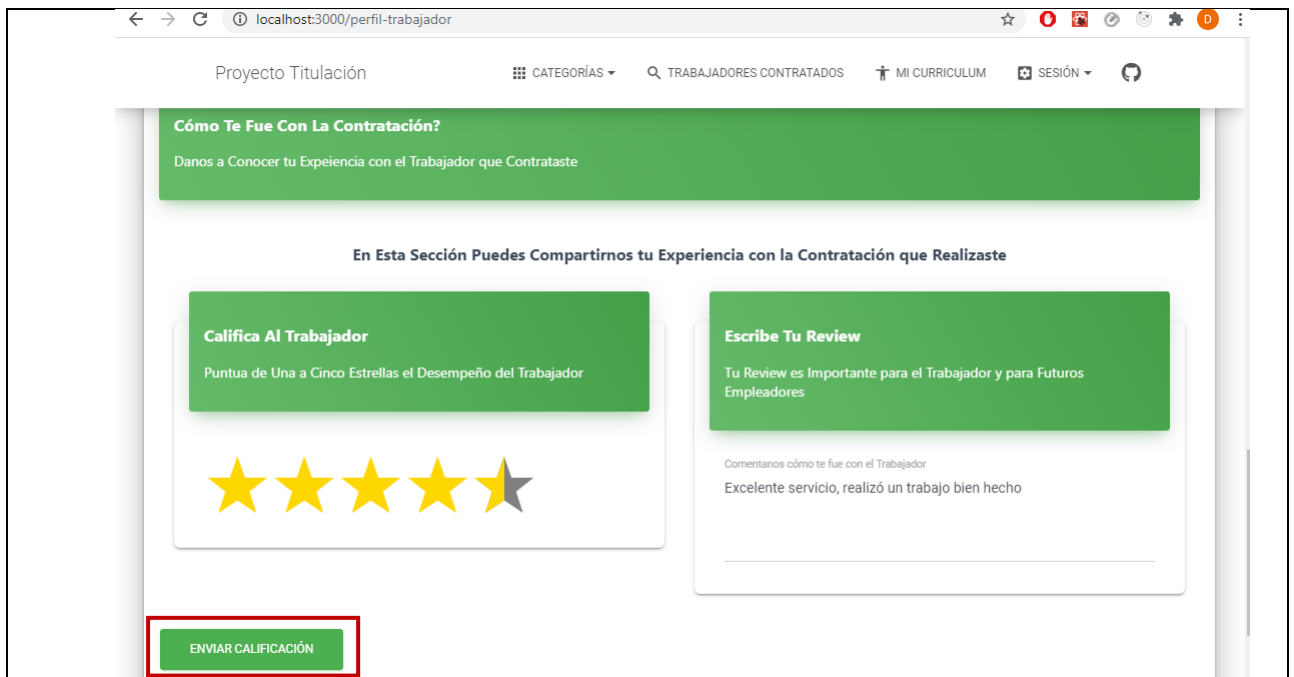 localhost:3000/perfil-trabajador
D
Proyecto Titulación
CATEGORÍAS
TRABAJADORES CONTRATADOS
MI CURRICULUM
SESIÓN
Cómo Te Fue Con La Contratación?
Danos a Conocer tu Expeiencia con el Trabajador que Contrataste
En Esta Sección Puedes Compartirnos tu Experiencia con la Contratación que Realizaste
Califica Al Trabajador
Puntua de Una a Cinco Estrellas el Desempeño del Trabajador
Escribe Tu Review
Tu Review es Importante para el Trabajador y para Futuros
Empleadores
Comentanos cómo te fue con el Trabajador
Excelente servicio, realizó un trabajo bien hecho
ENVIAR CALIFICACIÓN